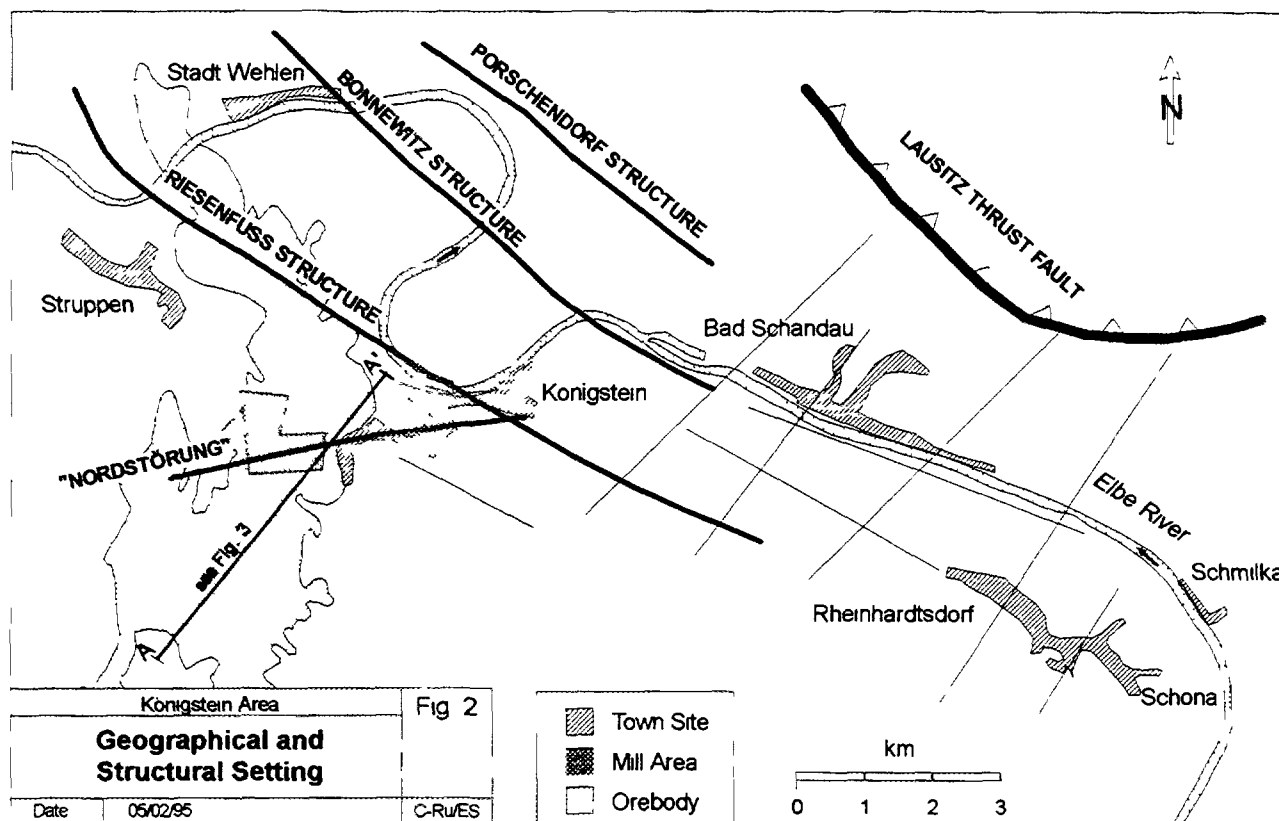 Stadt Wehlen
BONNEWITZ STRUCTURE
PORSCHENDORF STRUCTURE
LAUSITZ THRUST FAULT
N
RIESENFUSS STRUCTURE
Struppen
Bad Schandau
A'
Konigstein
"NORDSTÖRUNG"
see Fig. 3
A
Elbe River
Schmilka
Rheinhardtsdorf
Schona
Königstein Area
Fig 2
Geographical and
Structural Setting
Date 05/02/95 C-Ru/ES
Town Site
Mill Area
Orebody
km
0 1 2 3